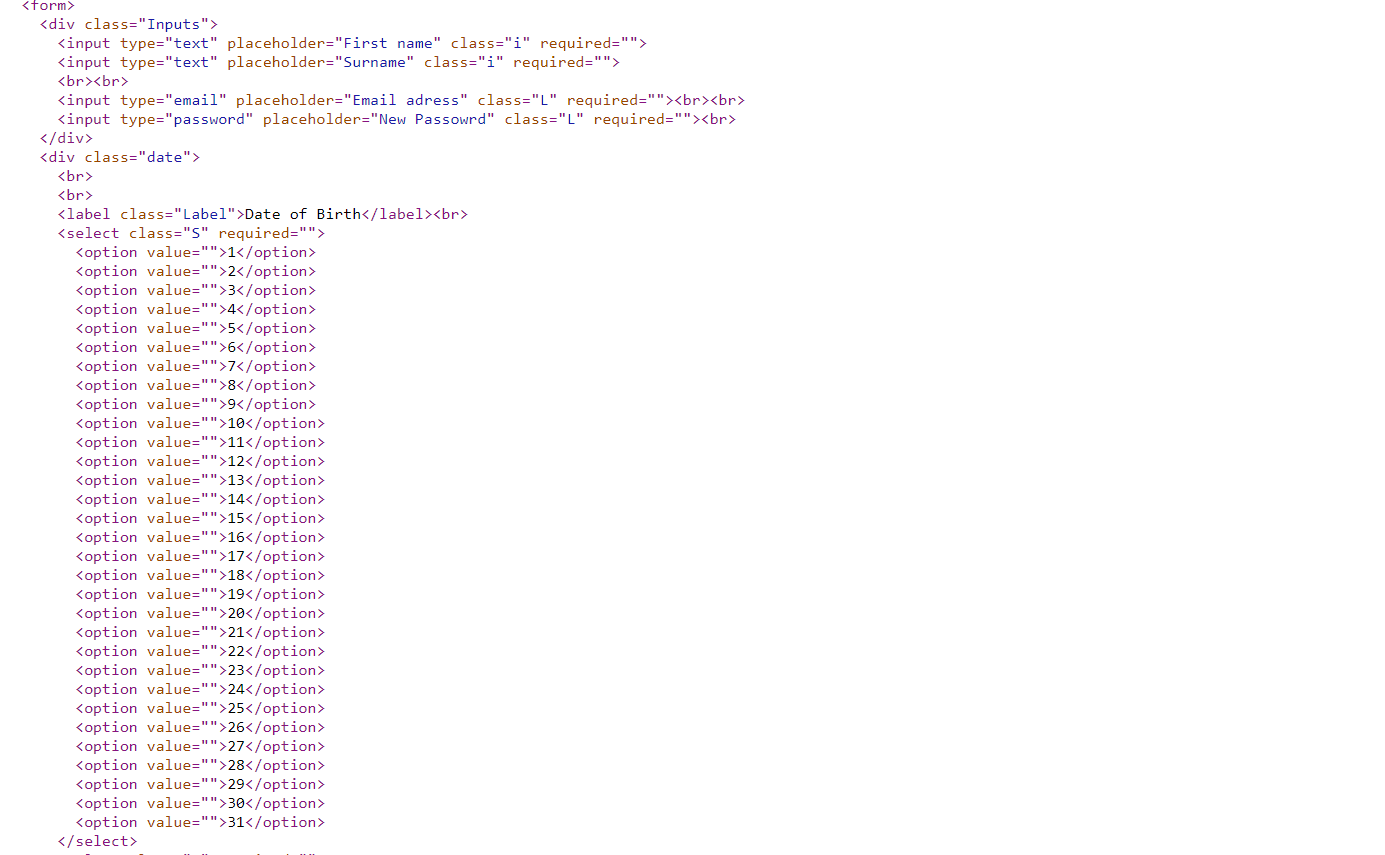 <form>
<div class="Inputs">
<input type="text" placeholder="First name" class="i" required="">
<input type="text" placeholder="Surname" class="i" required="">
<br><br>
<input type="email" placeholder="Email adress" class="L" required=""><br><br>
<input type="password" placeholder="New Passowrd" class="L" required=""><br>
</div>
<div class="date">
<br>
<br>
<label class="Label">Date of Birth</label><br>
<select class="S" required="">
<option value="">1</option>
<option value="">2</option>
<option value="">3</option>
<option value="">4</option>
<option value="">5</option>
<option value="">6</option>
<option value="">7</option>
<option value="">8</option>
<option value="">9</option>
<option value="">10</option>
<option value="">11</option>
<option value="">12</option>
<option value="">13</option>
<option value="">14</option>
<option value="">15</option>
<option value="">16</option>
<option value="">17</option>
<option value="">18</option>
<option value="">19</option>
<option value="">20</option>
<option value="">21</option>
<option value="">22</option>
<option value="">23</option>
<option value="">24</option>
<option value="">25</option>
<option value="">26</option>
<option value="">27</option>
<option value="">28</option>
<option value="">29</option>
<option value="">30</option>
<option value="">31</option>
</select>